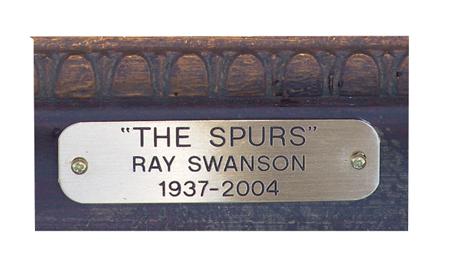 "THE SPURS"
RAY SWANSON
1937-2004